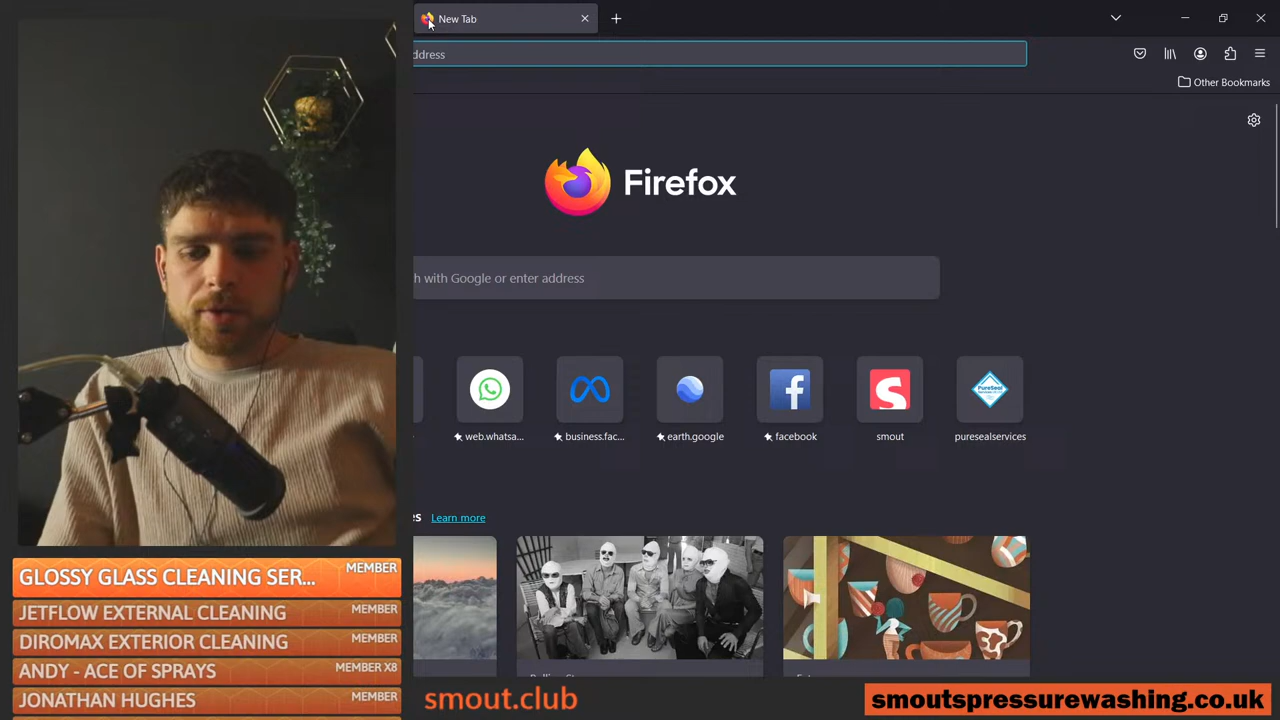 New Tab
ddress
Other Bookmarks
Firefox
h with Google or enter address
web.whatsa...
business.fac...
earth.google
facebook
smout
puresealservices
es Learn more
GLOSSY GLASS CLEANING SER... MEMBER
JETFLOW EXTERNAL CLEANING MEMBER
DIROMAX EXTERIOR CLEANING MEMBER
ANDY - ACE OF SPRAYS MEMBER X8
JONATHAN HUGHES MEMBER
smout.club
smoutspressurewashing.co.uk